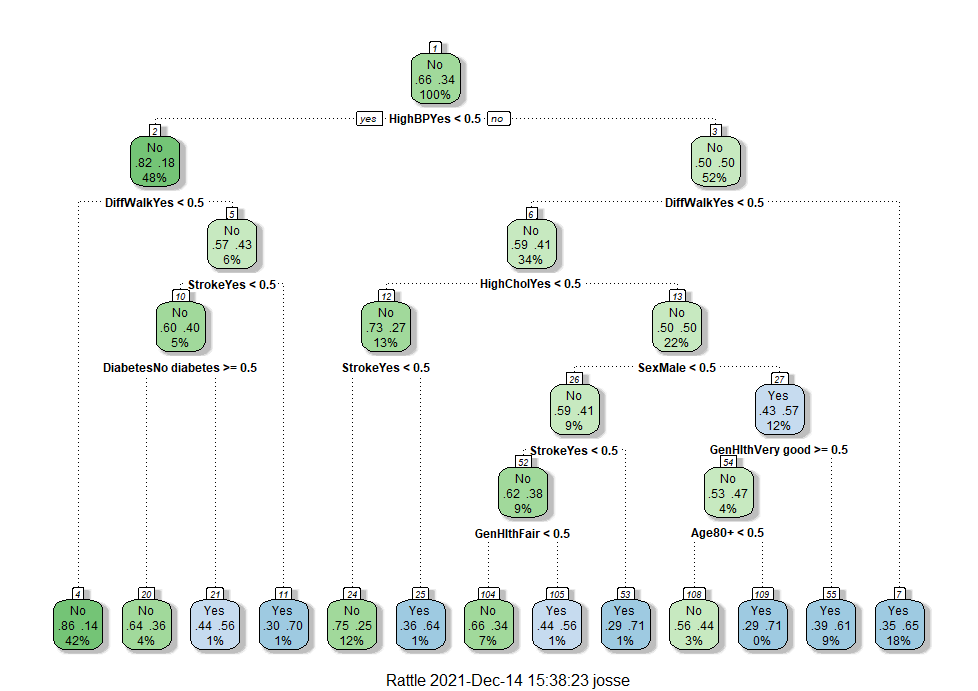 1
No
.66 .34
100%
yes HighBPYes < 0.5 no
2
No
.82 .18
48%
3
No
.50 .50
52%
DiffWalkYes < 0.5
DiffWalkYes < 0.5
5
No
.57 .43
6%
6
No
.59 .41
34%
StrokeYes < 0.5
HighCholYes < 0.5
10
No
.60 .40
5%
12
No
.73 .27
13%
13
No
.50 .50
22%
DiabetesNo diabetes >= 0.5
StrokeYes < 0.5
SexMale < 0.5
26
No
.59 .41
9%
27
Yes
.43 .57
12%
StrokeYes < 0.5
GenHlthVery good >= 0.5
52
No
.62 .38
9%
54
No
.53 .47
4%
GenHlthFair < 0.5
Age80+ < 0.5
4
No
.86 .14
42%
20
No
.64 .36
4%
21
Yes
.44 .56
1%
11
Yes
.30 .70
1%
24
No
.75 .25
12%
25
Yes
.36 .64
1%
104
No
.66 .34
7%
105
Yes
.44 .56
1%
53
Yes
.29 .71
1%
108
No
.56 .44
3%
109
Yes
.29 .71
0%
55
Yes
.39 .61
9%
7
Yes
.35 .65
18%
Rattle 2021-Dec-14 15:38:23 josse